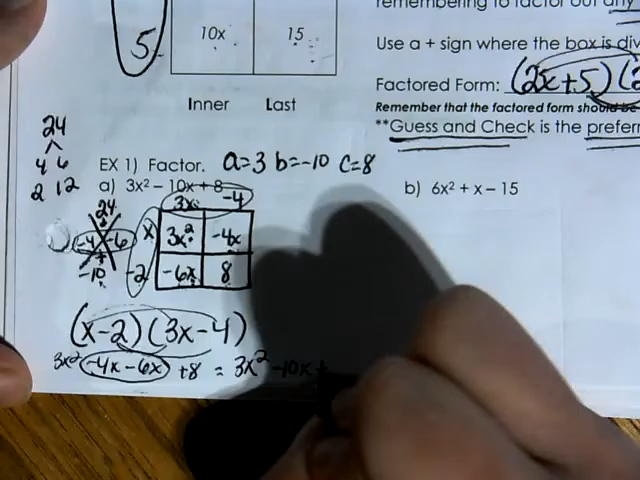 remembering to factor out any
5 10x 15
Use a + sign where the box is div
Factored Form: (2x+5)(2
Inner Last
Remember that the factored form should be
**Guess and Check is the prefer
24
4 6
2 12
EX 1) Factor. a=3 b=-10 c=8
a) 3x² – 10x + 8
b) 6x² + x – 15
3x -4
24
x 3x² -4x
-4 -6
-2 -6x 8
-10
(x-2)(3x-4)
3x² -4x-6x +8 = 3x² -10x +